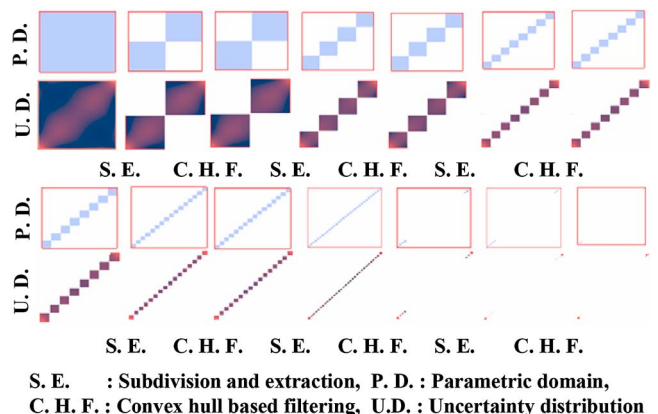 P. D.
U. D.
S. E. C. H. F. S. E. C. H. F. S. E. C. H. F.
P. D.
U. D.
S. E. C. H. F. S. E. C. H. F. S. E. C. H. F.
S. E. : Subdivision and extraction, P. D. : Parametric domain,
C. H. F. : Convex hull based filtering, U.D. : Uncertainty distribution